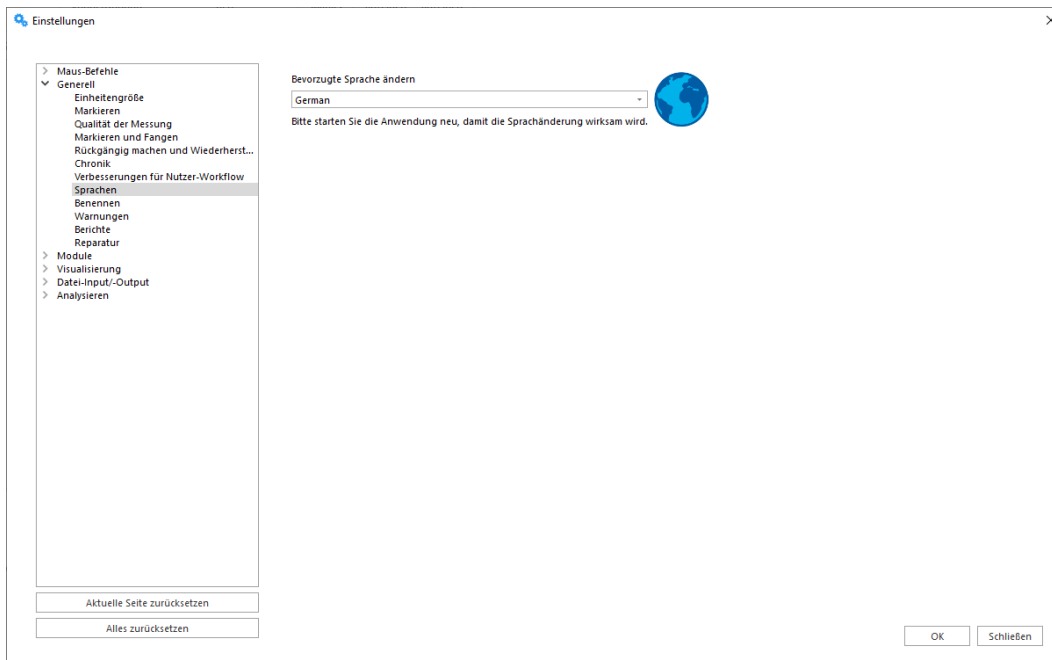 Einstellungen
Maus-Befehle
Generell
Einheitengröße
Markieren
Qualität der Messung
Markieren und Fangen
Rückgängig machen und Wiederherst...
Chronik
Verbesserungen für Nutzer-Workflow
Sprachen
Benennen
Warnungen
Berichte
Reparatur
Module
Visualisierung
Datei-Input/-Output
Analysieren
Bevorzugte Sprache ändern
German
Bitte starten Sie die Anwendung neu, damit die Sprachänderung wirksam wird.
Aktuelle Seite zurücksetzen
Alles zurücksetzen
OK
Schließen